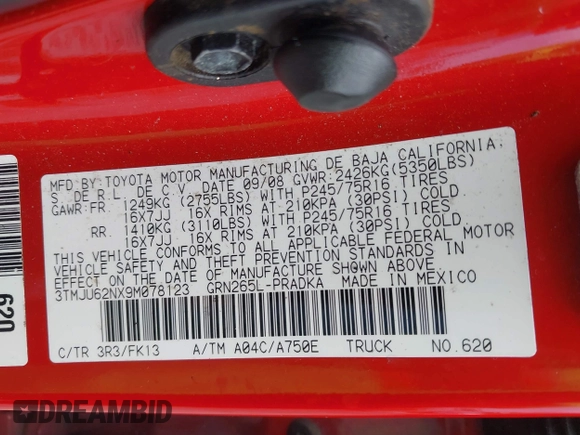 MFD.BY:TOYOTA MOTOR MANUFACTURING DE BAJA CALIFORNIA,
S. DE R.L. DE C.V. DATE 09/08 GVWR:2426KG(5350LBS)
GAWR:FR. 1249KG (2755LBS) WITH P245/75R16 TIRES
16X7JJ 16X RIMS AT 210KPA (30PSI) COLD
RR. 1410KG (3110LBS) WITH P245/75R16 TIRES
16X7JJ 16X RIMS AT 210KPA (30PSI) COLD
THIS VEHICLE CONFORMS TO ALL APPLICABLE FEDERAL MOTOR
VEHICLE SAFETY AND THEFT PREVENTION STANDARDS IN
EFFECT ON THE DATE OF MANUFACTURE SHOWN ABOVE.
3TMJU62NX9M078123 GRN265L-PRADKA MADE IN MEXICO
C/TR 3R3/FK13 A/TM A04C/A750E TRUCK NO.620
620
DREAMBID